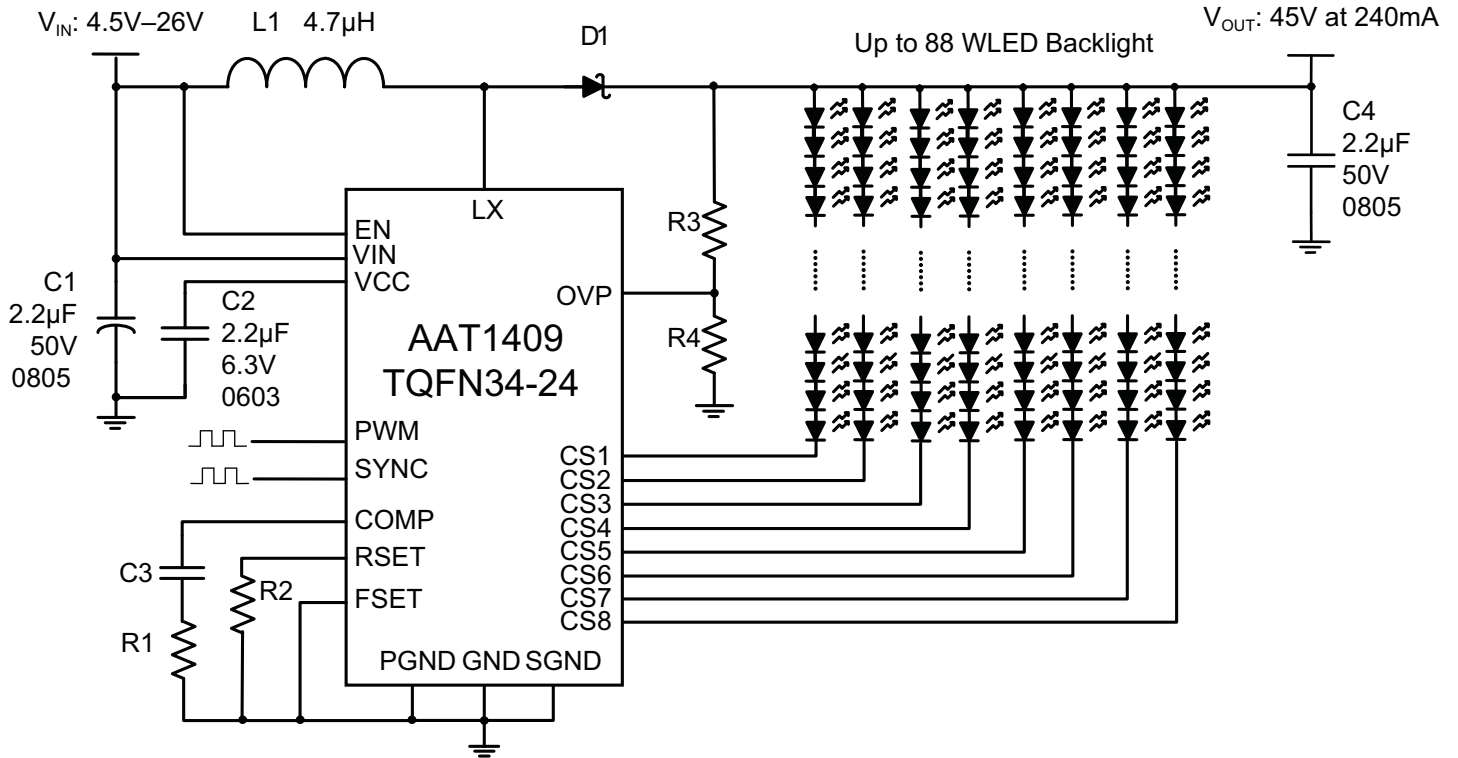 V_IN: 4.5V–26V
L1 4.7µH
D1
Up to 88 WLED Backlight
V_OUT: 45V at 240mA
C4
2.2µF
50V
0805
LX
EN
VIN
VCC
R3
OVP
R4
C1
2.2µF
50V
0805
C2
2.2µF
6.3V
0603
AAT1409
TQFN34-24
PWM
SYNC
COMP
RSET
FSET
CS1
CS2
CS3
CS4
CS5
CS6
CS7
CS8
C3
R2
R1
PGND GND SGND